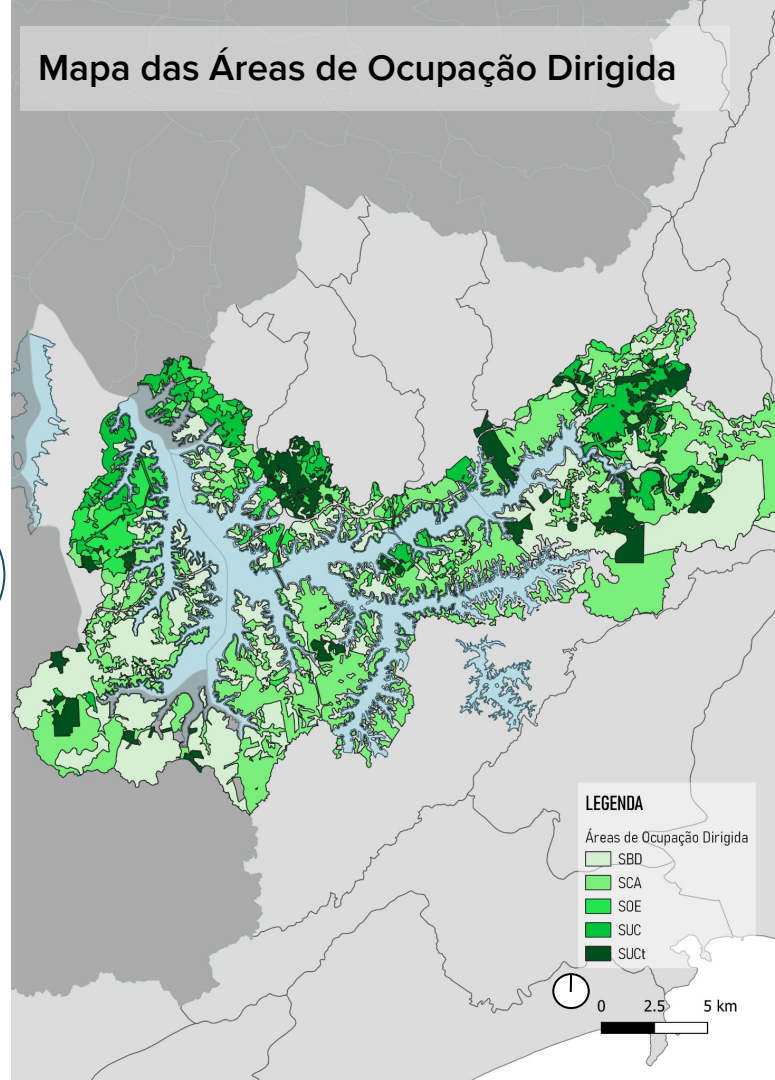 Mapa das Áreas de Ocupação Dirigida
LEGENDA
Áreas de Ocupação Dirigida
SBD
SCA
SOE
SUC
SUCt
0 2.5 5 km